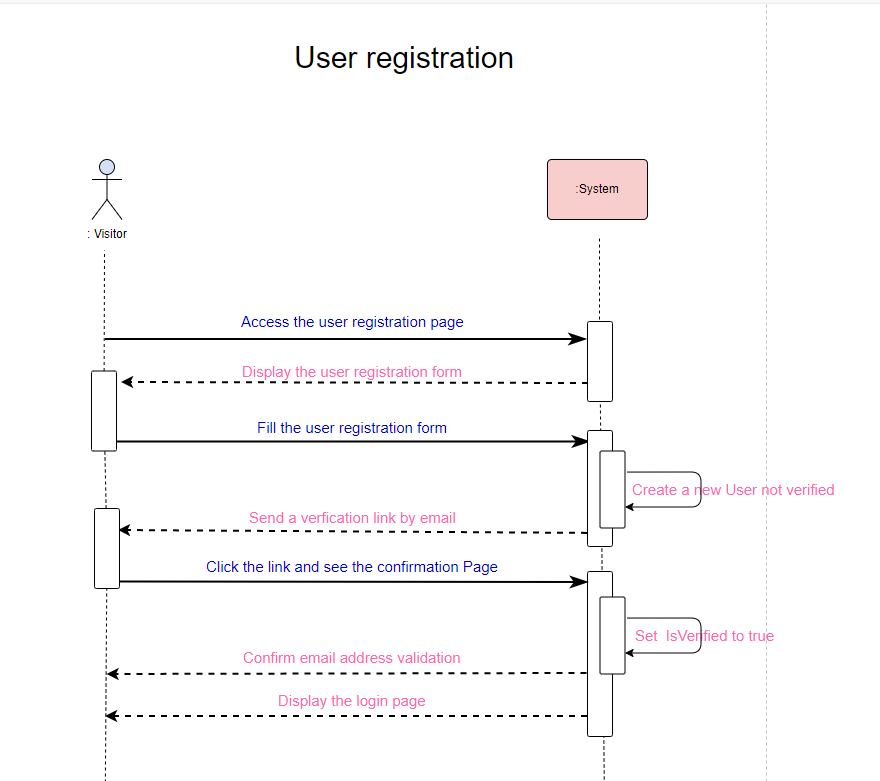 User registration
:System
: Visitor
Access the user registration page
Display the user registration form
Fill the user registration form
Create a new User not verified
Send a verfication link by email
Click the link and see the confirmation Page
Set IsVerified to true
Confirm email address validation
Display the login page